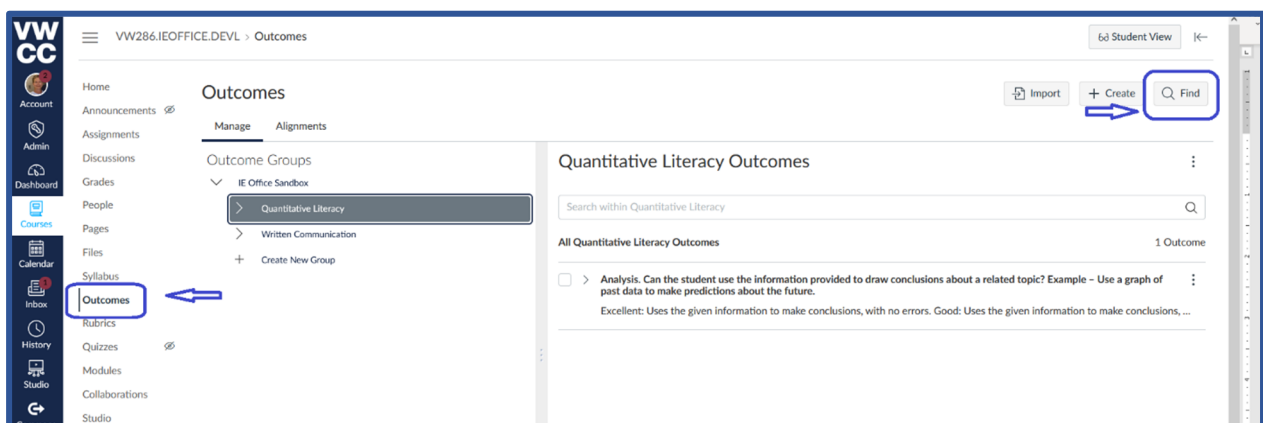 VW
CC
VW286.IEOFFICE.DEVL > Outcomes
Student View
2
Account
Admin
Dashboard
Courses
Calendar
1
Inbox
History
Studio
Home
Announcements
Assignments
Discussions
Grades
People
Pages
Files
Syllabus
Outcomes
Rubrics
Quizzes
Modules
Collaborations
Studio
Outcomes
Import
+ Create
Find
Manage Alignments
Outcome Groups
IE Office Sandbox
Quantitative Literacy
Written Communication
+ Create New Group
Quantitative Literacy Outcomes
Search within Quantitative Literacy
All Quantitative Literacy Outcomes 1 Outcome
Analysis. Can the student use the information provided to draw conclusions about a related topic? Example – Use a graph of
past data to make predictions about the future.
Excellent: Uses the given information to make conclusions, with no errors. Good: Uses the given information to make conclusions, ...